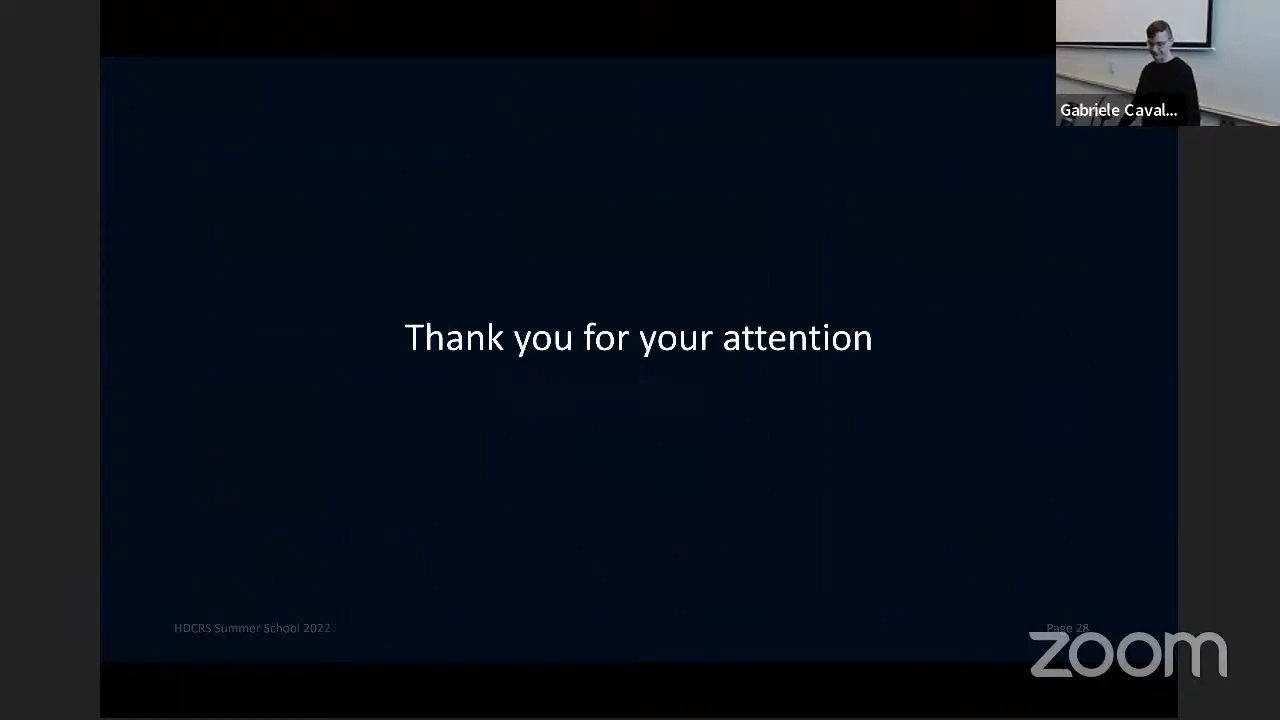 Gabriele Caval...
Thank you for your attention
HDCRS Summer School 2022
Page 28
zoom